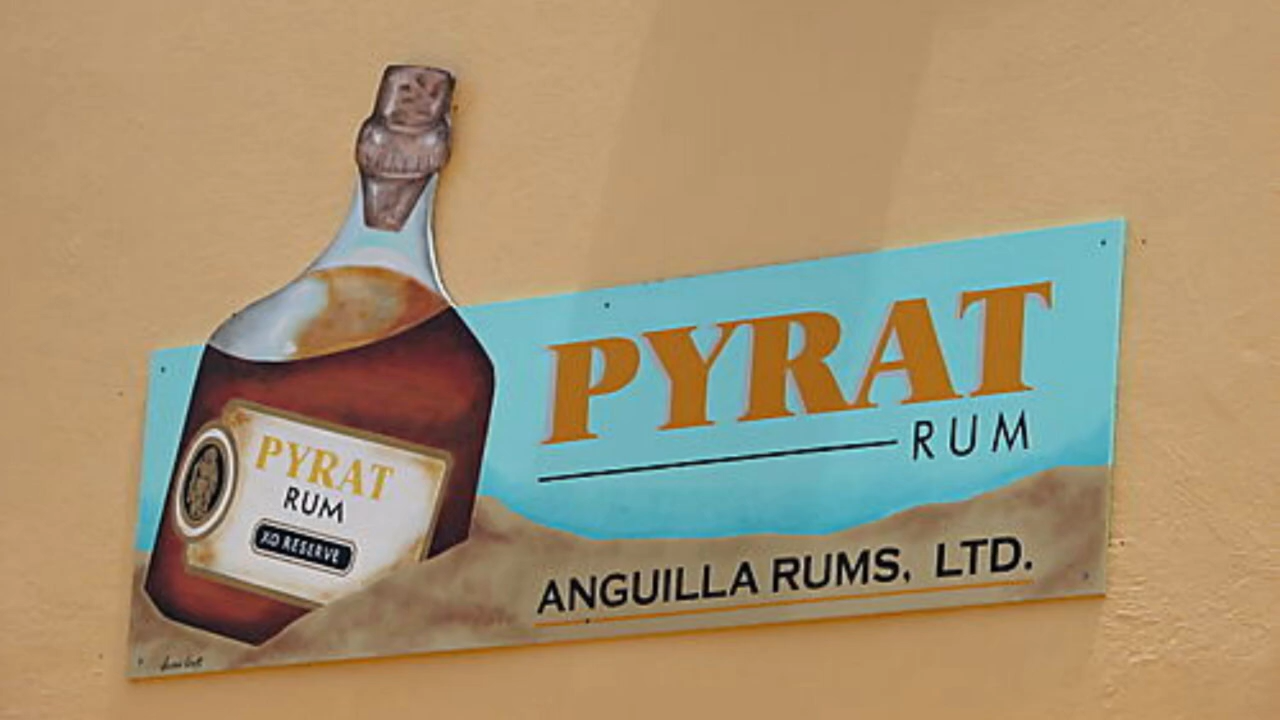 PYRAT
RUM
XO RESERVE
PYRAT
RUM
ANGUILLA RUMS, LTD.